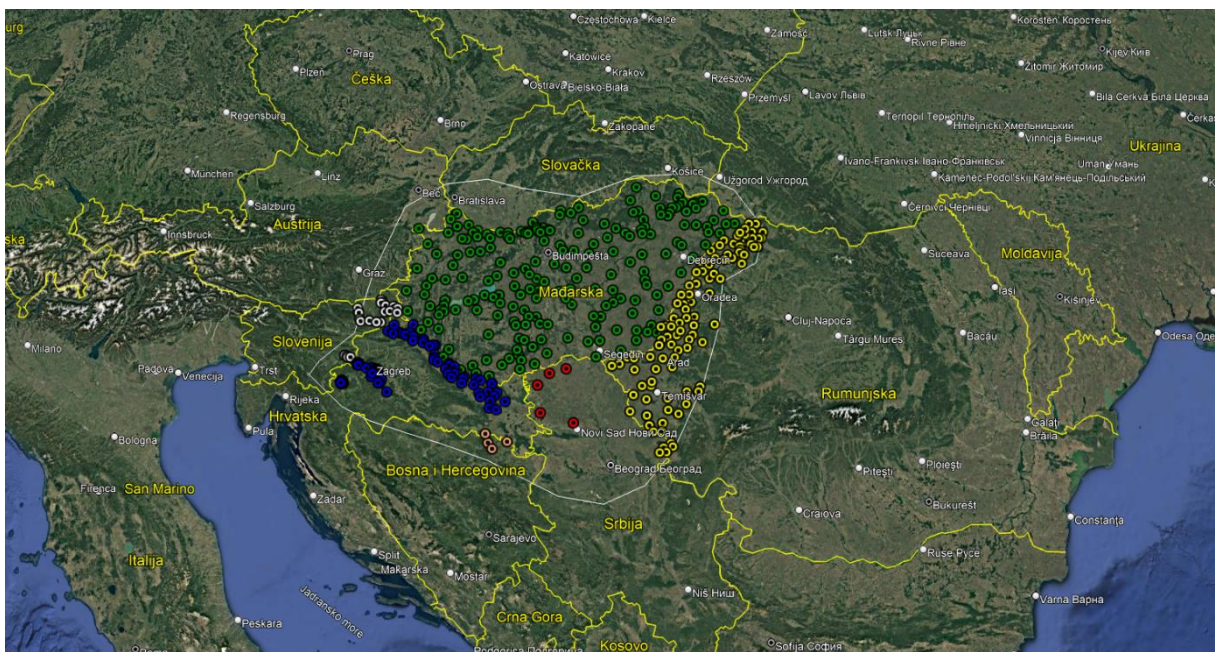 Częstochowa
Kielce
Korosten' Коростень
Zamość
Lutsk Луцьк
Rivne Рівне
Prag
Katowice
Kijev Київ
Plzen
Krakov
Rzeszów
Žitomir Житомир
Češka
Ostrava
Bielsko-Biała
Przemyśl
Lavov Львів
Bila Cerkva Біла Церква
Regensburg
Brno
Ternopil Тернопіль
Hmeljnicki Хмельницький
Zakopane
Vinnicja Вінниця
Ukrajina
Slovačka
Ivano-Frankivsk Івано-Франківськ
Uman Умань
München
Linz
Košice
Užgorod Ужгород
Kamenec-Podol'skij Кам'янець-Подільський
Beč
Bratislava
Salzburg
Černivci Чернівці
Austrija
Innsbruck
Suceava
Moldavija
Budimpešta
Debrecin
Graz
Iași
Mađarska
Oradea
Kišinjev
Cluj-Napoca
Slovenija
Târgu Mureș
Bacău
Odesa
Milano
Segedin
Padova
Venecija
Trst
Zagreb
Arad
Rijeka
Temišvar
Rumunjska
Hrvatska
Pula
Galați
Bologna
Novi Sad Нови Сад
Brăila
Bosna i Hercegovina
Beograd Београд
Ploiești
Pitești
San Marino
Zadar
București
Craiova
Constanța
Srbija
Sarajevo
Italija
Split
Ruse Русе
Makarska
Mostar
Niš Ниш
Varna Варна
Jadransko more
Crna Gora
Peskara
Kosovo
Sofija София